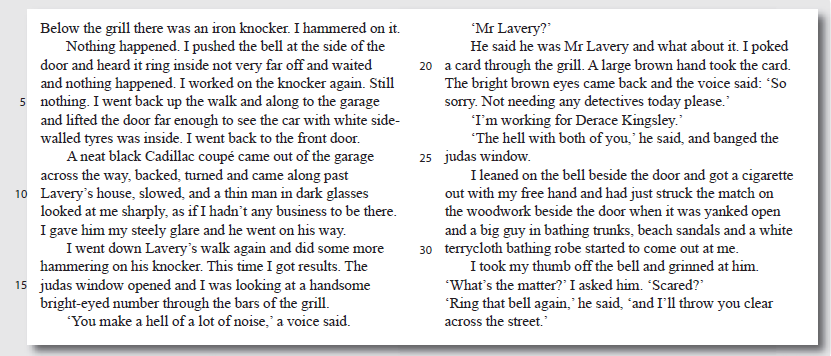 Below the grill there was an iron knocker. I hammered on it.
Nothing happened. I pushed the bell at the side of the
door and heard it ring inside not very far off and waited
and nothing happened. I worked on the knocker again. Still
5 nothing. I went back up the walk and along to the garage
and lifted the door far enough to see the car with white side-
walled tyres was inside. I went back to the front door.
A neat black Cadillac coupé came out of the garage
across the way, backed, turned and came along past
10 Lavery’s house, slowed, and a thin man in dark glasses
looked at me sharply, as if I hadn’t any business to be there.
I gave him my steely glare and he went on his way.
I went down Lavery’s walk again and did some more
hammering on his knocker. This time I got results. The
15 judas window opened and I was looking at a handsome
bright-eyed number through the bars of the grill.
‘You make a hell of a lot of noise,’ a voice said.
‘Mr Lavery?’
He said he was Mr Lavery and what about it. I poked
20 a card through the grill. A large brown hand took the card.
The bright brown eyes came back and the voice said: ‘So
sorry. Not needing any detectives today please.’
‘I’m working for Derace Kingsley.’
‘The hell with both of you,’ he said, and banged the
25 judas window.
I leaned on the bell beside the door and got a cigarette
out with my free hand and had just struck the match on
the woodwork beside the door when it was yanked open
and a big guy in bathing trunks, beach sandals and a white
30 terrycloth bathing robe started to come out at me.
I took my thumb off the bell and grinned at him.
‘What’s the matter?’ I asked him. ‘Scared?’
‘Ring that bell again,’ he said, ‘and I’ll throw you clear
across the street.’